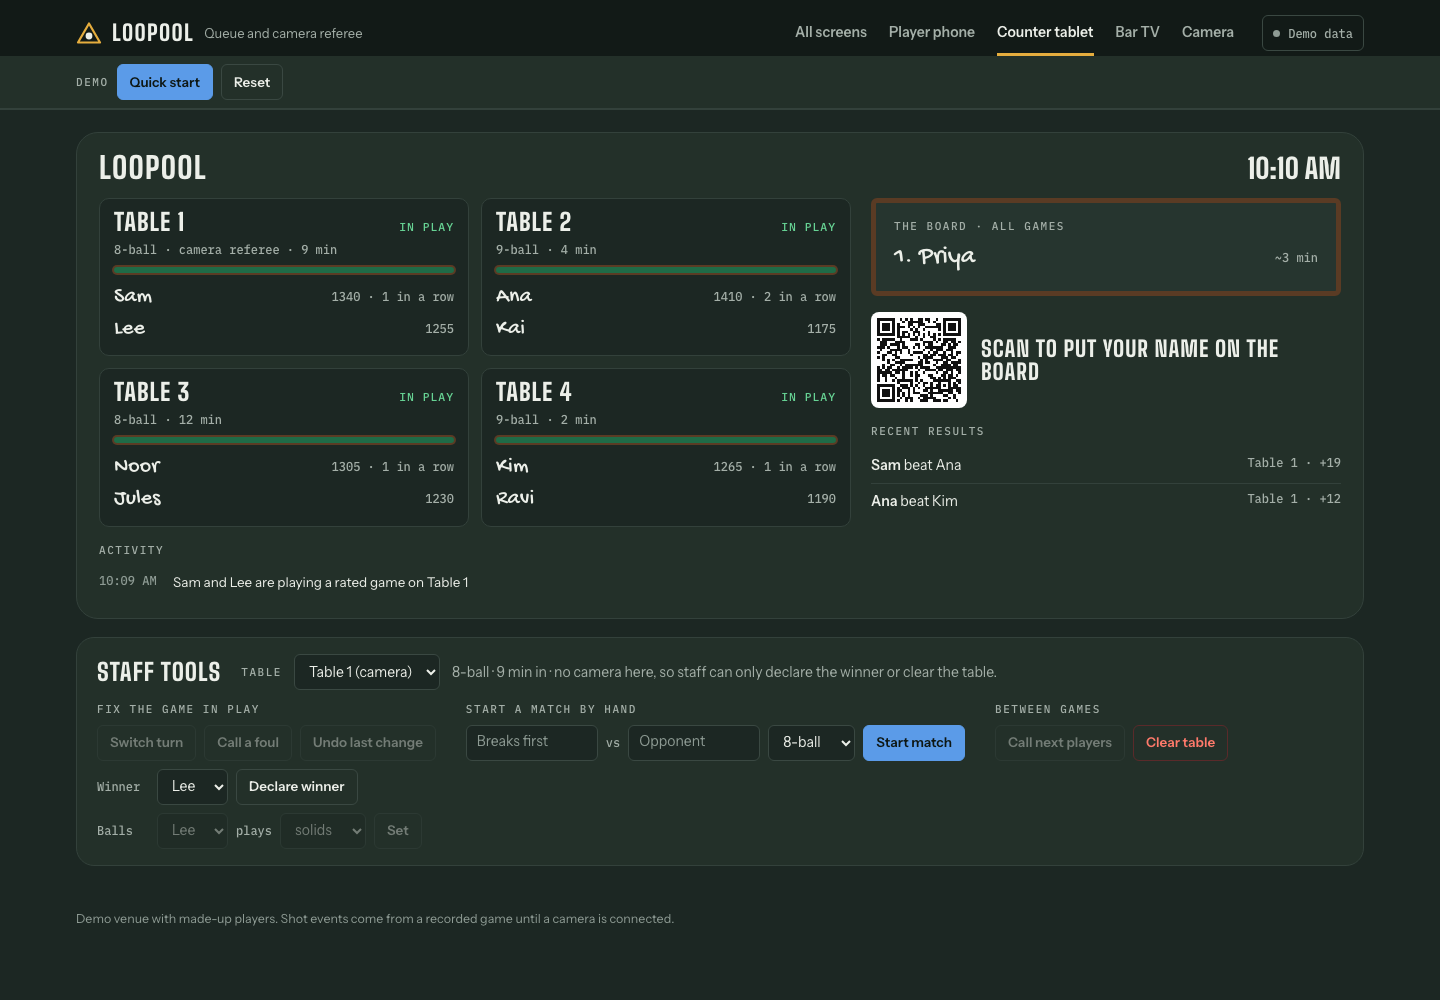 LOOPOOL Queue and camera referee
All screens Player phone Counter tablet Bar TV Camera Demo data
DEMO Quick start Reset
LOOPOOL 10:10 AM
TABLE 1 IN PLAY
8-ball · camera referee · 9 min
Sam 1340 · 1 in a row
Lee 1255
TABLE 2 IN PLAY
9-ball · 4 min
Ana 1410 · 2 in a row
Kai 1175
TABLE 3 IN PLAY
8-ball · 12 min
Noor 1305 · 1 in a row
Jules 1230
TABLE 4 IN PLAY
9-ball · 2 min
Kim 1265 · 1 in a row
Ravi 1190
THE BOARD · ALL GAMES
1. Priya ~3 min
SCAN TO PUT YOUR NAME ON THE
BOARD
RECENT RESULTS
Sam beat Ana Table 1 · +19
Ana beat Kim Table 1 · +12
ACTIVITY
10:09 AM Sam and Lee are playing a rated game on Table 1
STAFF TOOLS TABLE Table 1 (camera) 8-ball · 9 min in · no camera here, so staff can only declare the winner or clear the table.
FIX THE GAME IN PLAY
Switch turn Call a foul Undo last change
Winner Lee Declare winner
Balls Lee plays solids Set
START A MATCH BY HAND
Breaks first vs Opponent 8-ball Start match
BETWEEN GAMES
Call next players Clear table
Demo venue with made-up players. Shot events come from a recorded game until a camera is connected.